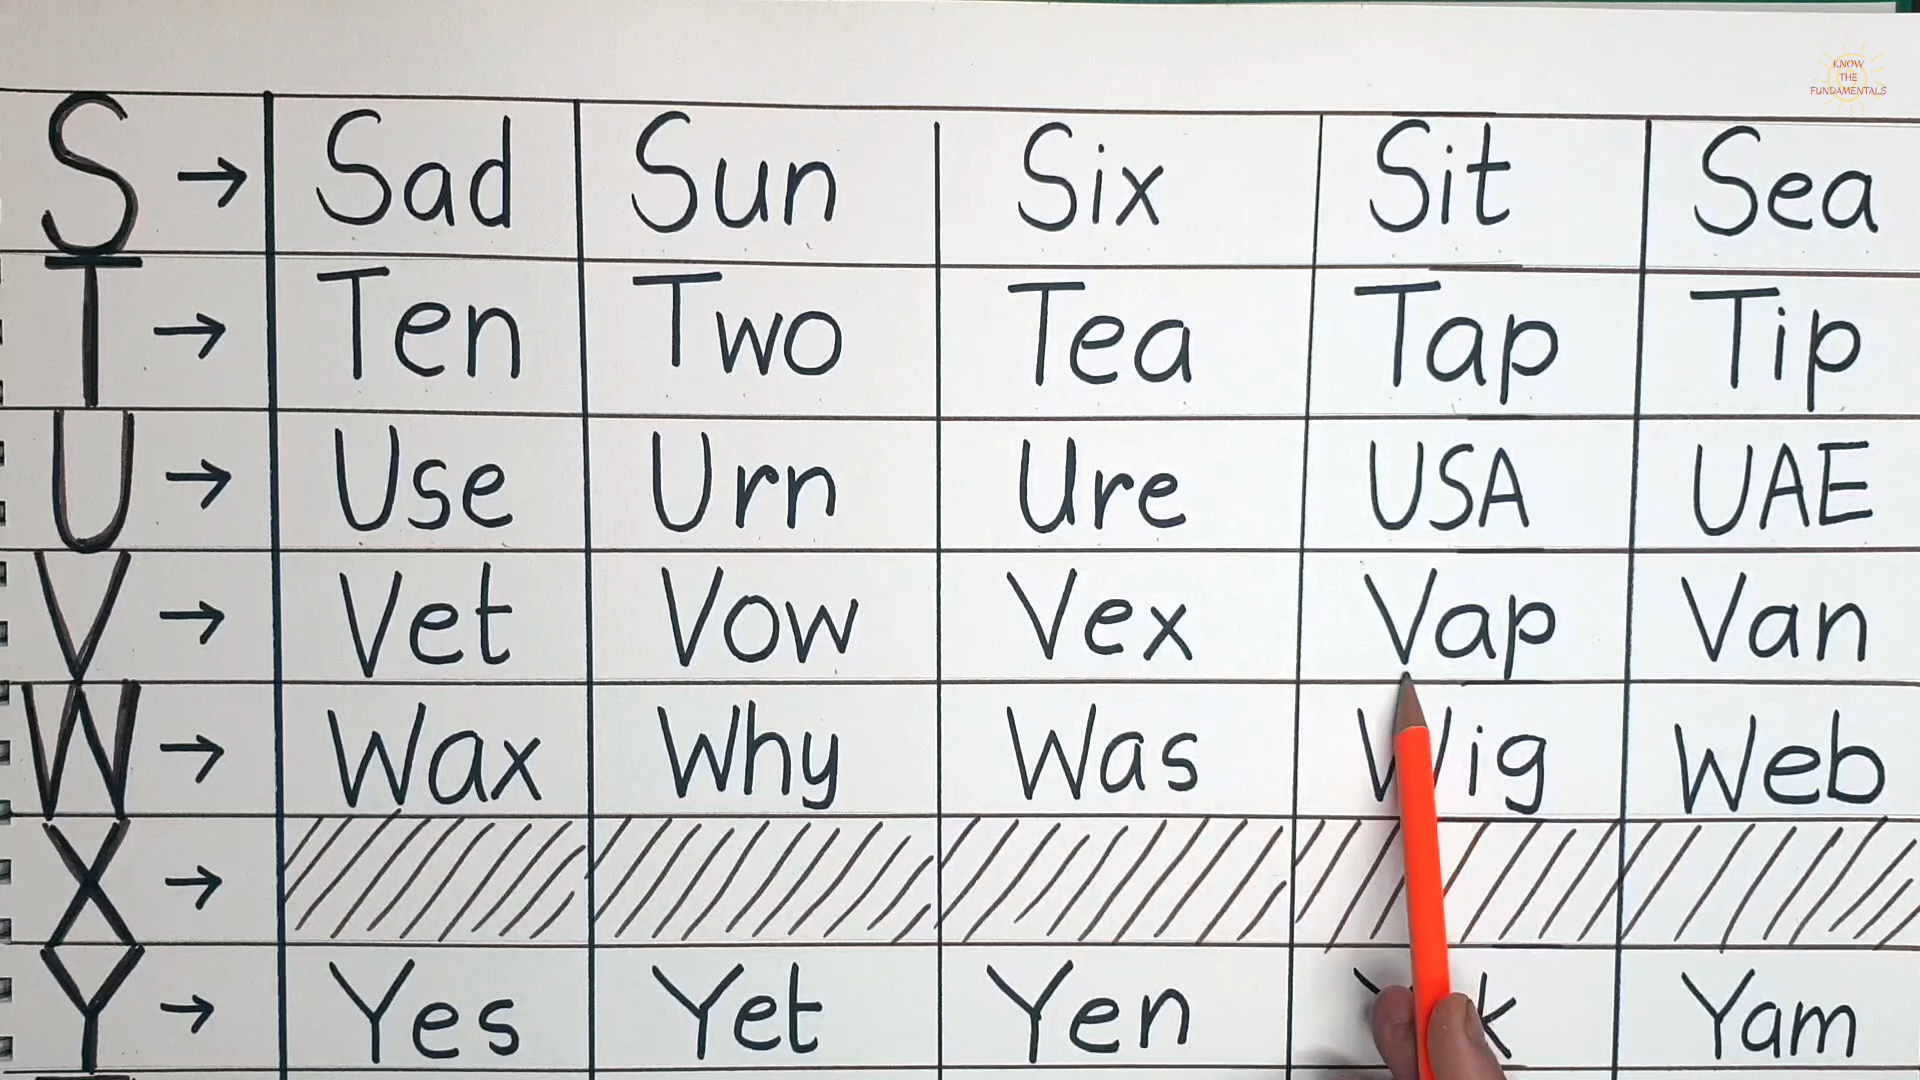 KNOW
THE
FUNDAMENTALS
S → Sad Sun Six Sit Sea
T → Ten Two Tea Tap Tip
U → Use Urn Ure USA UAE
V → Vet Vow Vex Vap Van
W → Wax Why Was Wig Web
X →
Y → Yes Yet Yen Yam